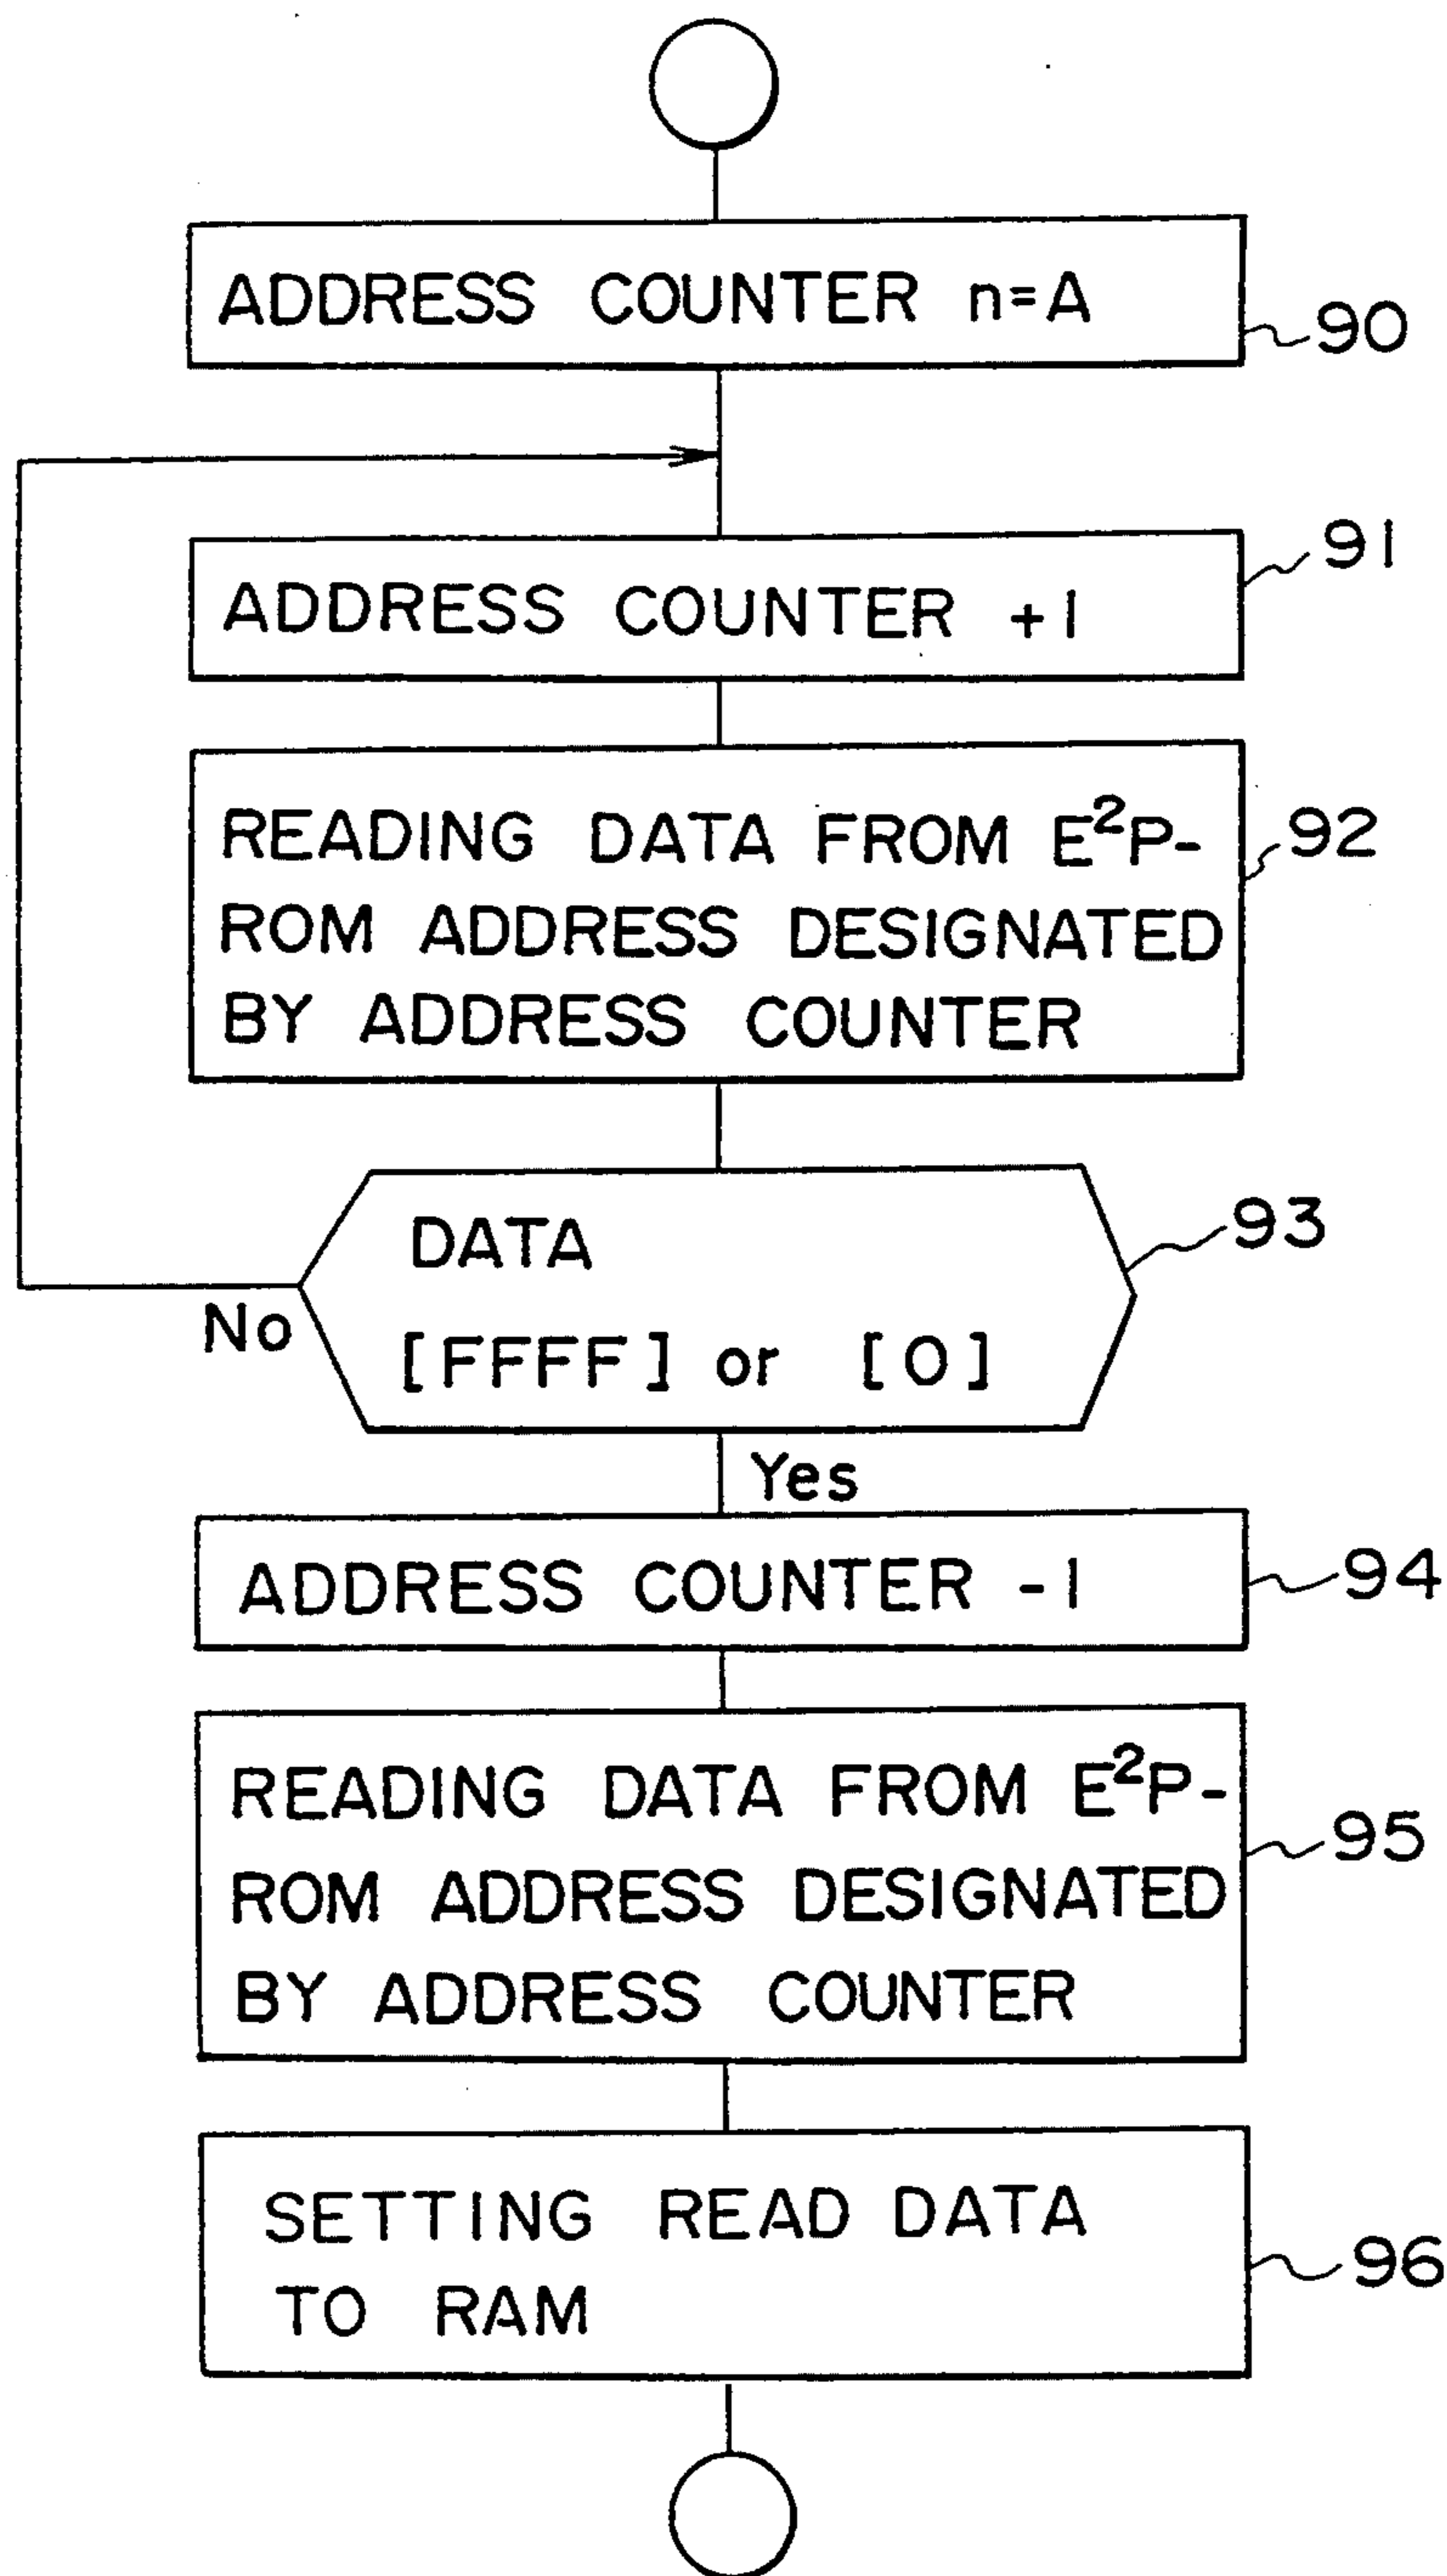 ADDRESS COUNTER n=A
90
91
ADDRESS COUNTER +1
READING DATA FROM E²P-
92
ROM ADDRESS DESIGNATED
BY ADDRESS COUNTER
DATA
93
No
[FFFF] or [0]
Yes
ADDRESS COUNTER -1
94
READING DATA FROM E²P-
95
ROM ADDRESS DESIGNATED
BY ADDRESS COUNTER
SETTING READ DATA
96
TO RAM